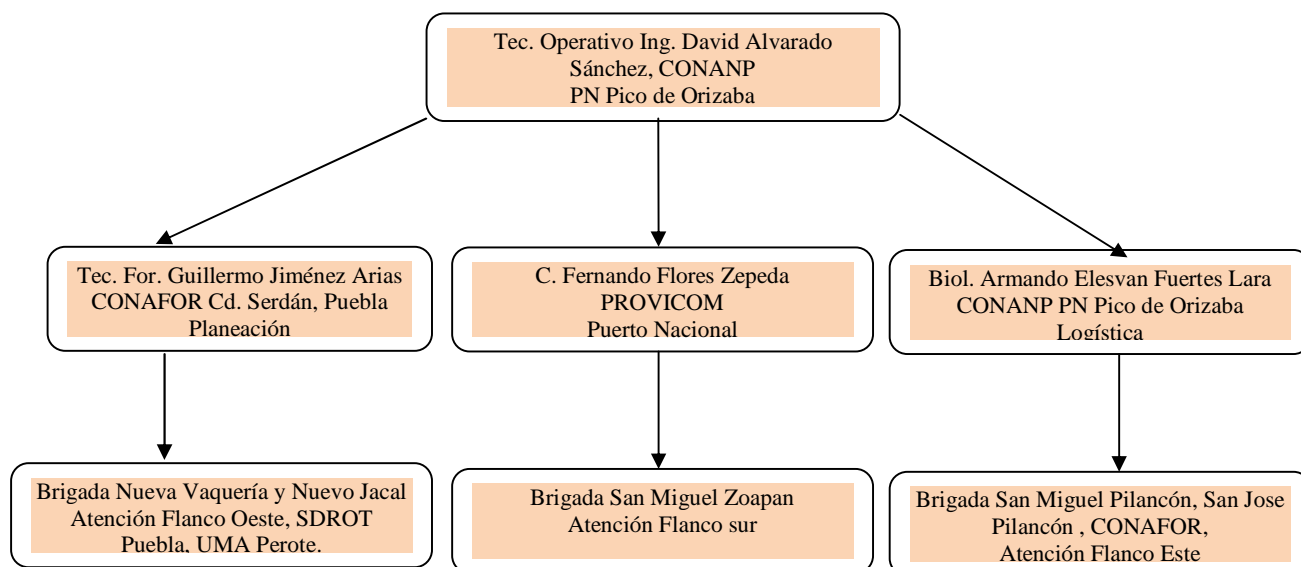 Tec. Operativo Ing. David Alvarado
Sánchez, CONANP
PN Pico de Orizaba
Tec. For. Guillermo Jiménez Arias
CONAFOR Cd. Serdán, Puebla
Planeación
C. Fernando Flores Zepeda
PROVICOM
Puerto Nacional
Biol. Armando Elesvan Fuertes Lara
CONANP PN Pico de Orizaba
Logística
Brigada Nueva Vaquería y Nuevo Jacal
Atención Flanco Oeste, SDROT
Puebla, UMA Perote.
Brigada San Miguel Zoapan
Atención Flanco sur
Brigada San Miguel Pilancón, San Jose
Pilancón , CONAFOR,
Atención Flanco Este